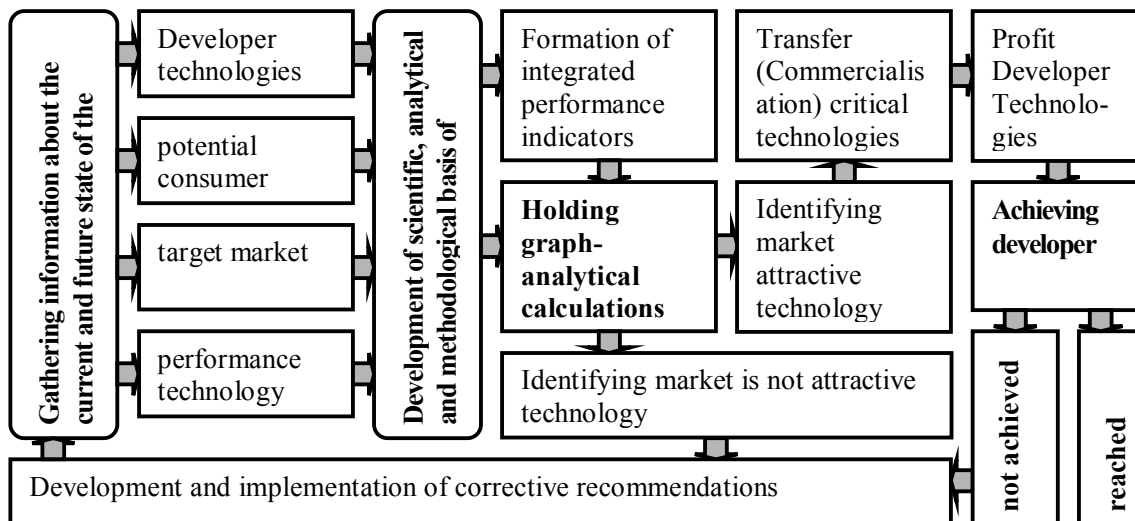 Gathering information about the
current and future state of the
Developer
technologies
potential
consumer
target market
performance
technology
Development of scientific, analytical
and methodological basis of
Formation of
integrated
performance
indicators
Holding
graph-
analytical
calculations
Transfer
(Commercialis
ation) critical
technologies
Identifying
market
attractive
technology
Profit
Developer
Technolo-
gies
Achieving
developer
Identifying market is not attractive
technology
not achieved
reached
Development and implementation of corrective recommendations